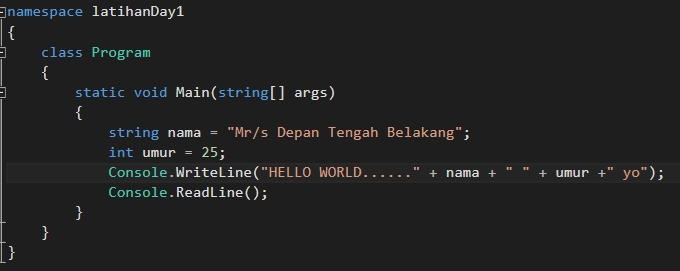 namespace latihanDay1
{
class Program
{
static void Main(string[] args)
{
string nama = "Mr/s Depan Tengah Belakang";
int umur = 25;
Console.WriteLine("HELLO WORLD......" + nama + " " + umur +" yo");
Console.ReadLine();
}
}
}